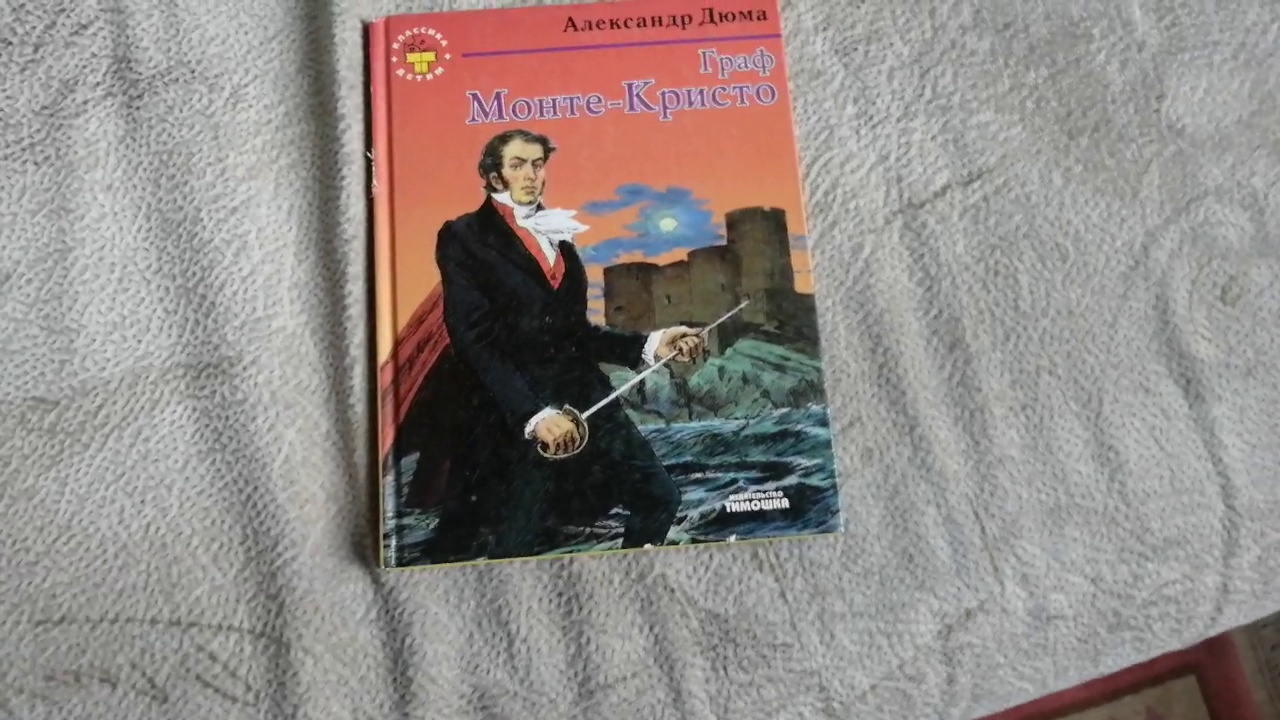 Александр Дюма
КЛАССИКА
ДЕТЯМ
Граф
Монте-Кристо
ИЗДАТЕЛЬСТВО
ТИМОШКА